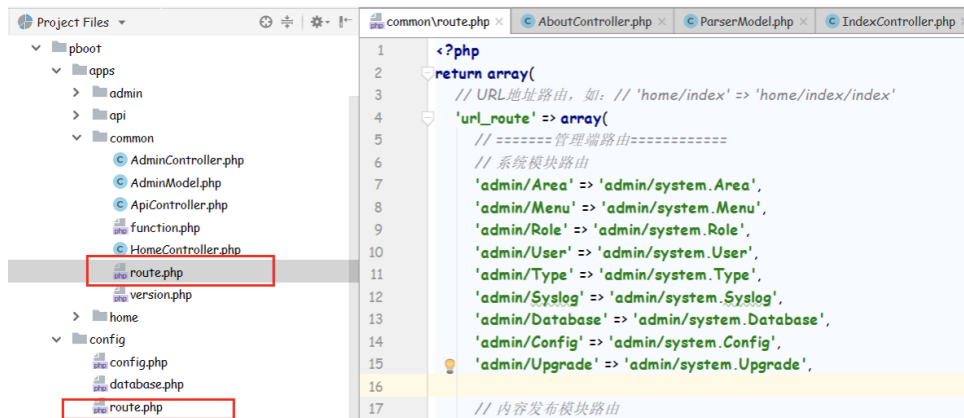 Project Files
pboot
apps
admin
api
common
AdminController.php
AdminModel.php
ApiController.php
function.php
HomeController.php
route.php
version.php
home
config
config.php
database.php
route.php
common\route.php
AboutController.php
ParserModel.php
IndexController.php
1 <?php
2 return array(
3 // URL地址路由，如：// 'home/index' => 'home/index/index'
4 'url_route' => array(
5 // =======管理端路由============
6 // 系统模块路由
7 'admin/Area' => 'admin/system.Area',
8 'admin/Menu' => 'admin/system.Menu',
9 'admin/Role' => 'admin/system.Role',
10 'admin/User' => 'admin/system.User',
11 'admin/Type' => 'admin/system.Type',
12 'admin/Syslog' => 'admin/system.Syslog',
13 'admin/Database' => 'admin/system.Database',
14 'admin/Config' => 'admin/system.Config',
15 'admin/Upgrade' => 'admin/system.Upgrade',
16
17 // 内容发布模块路由